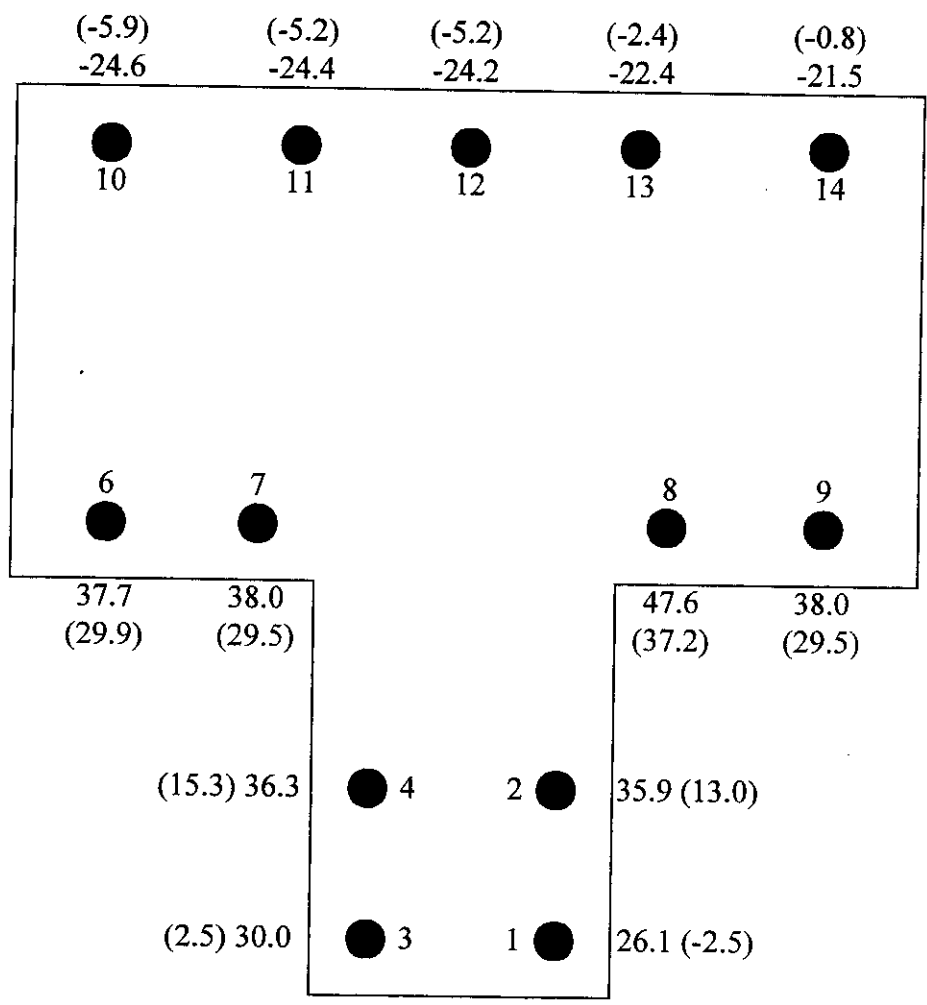 (-5.9) (-5.2) (-5.2) (-2.4) (-0.8)
-24.6 -24.4 -24.2 -22.4 -21.5
10 11 12 13 14
6 7 8 9
37.7 38.0 47.6 38.0
(29.9) (29.5) (37.2) (29.5)
(15.3) 36.3 4 2 35.9 (13.0)
(2.5) 30.0 3 1 26.1 (-2.5)